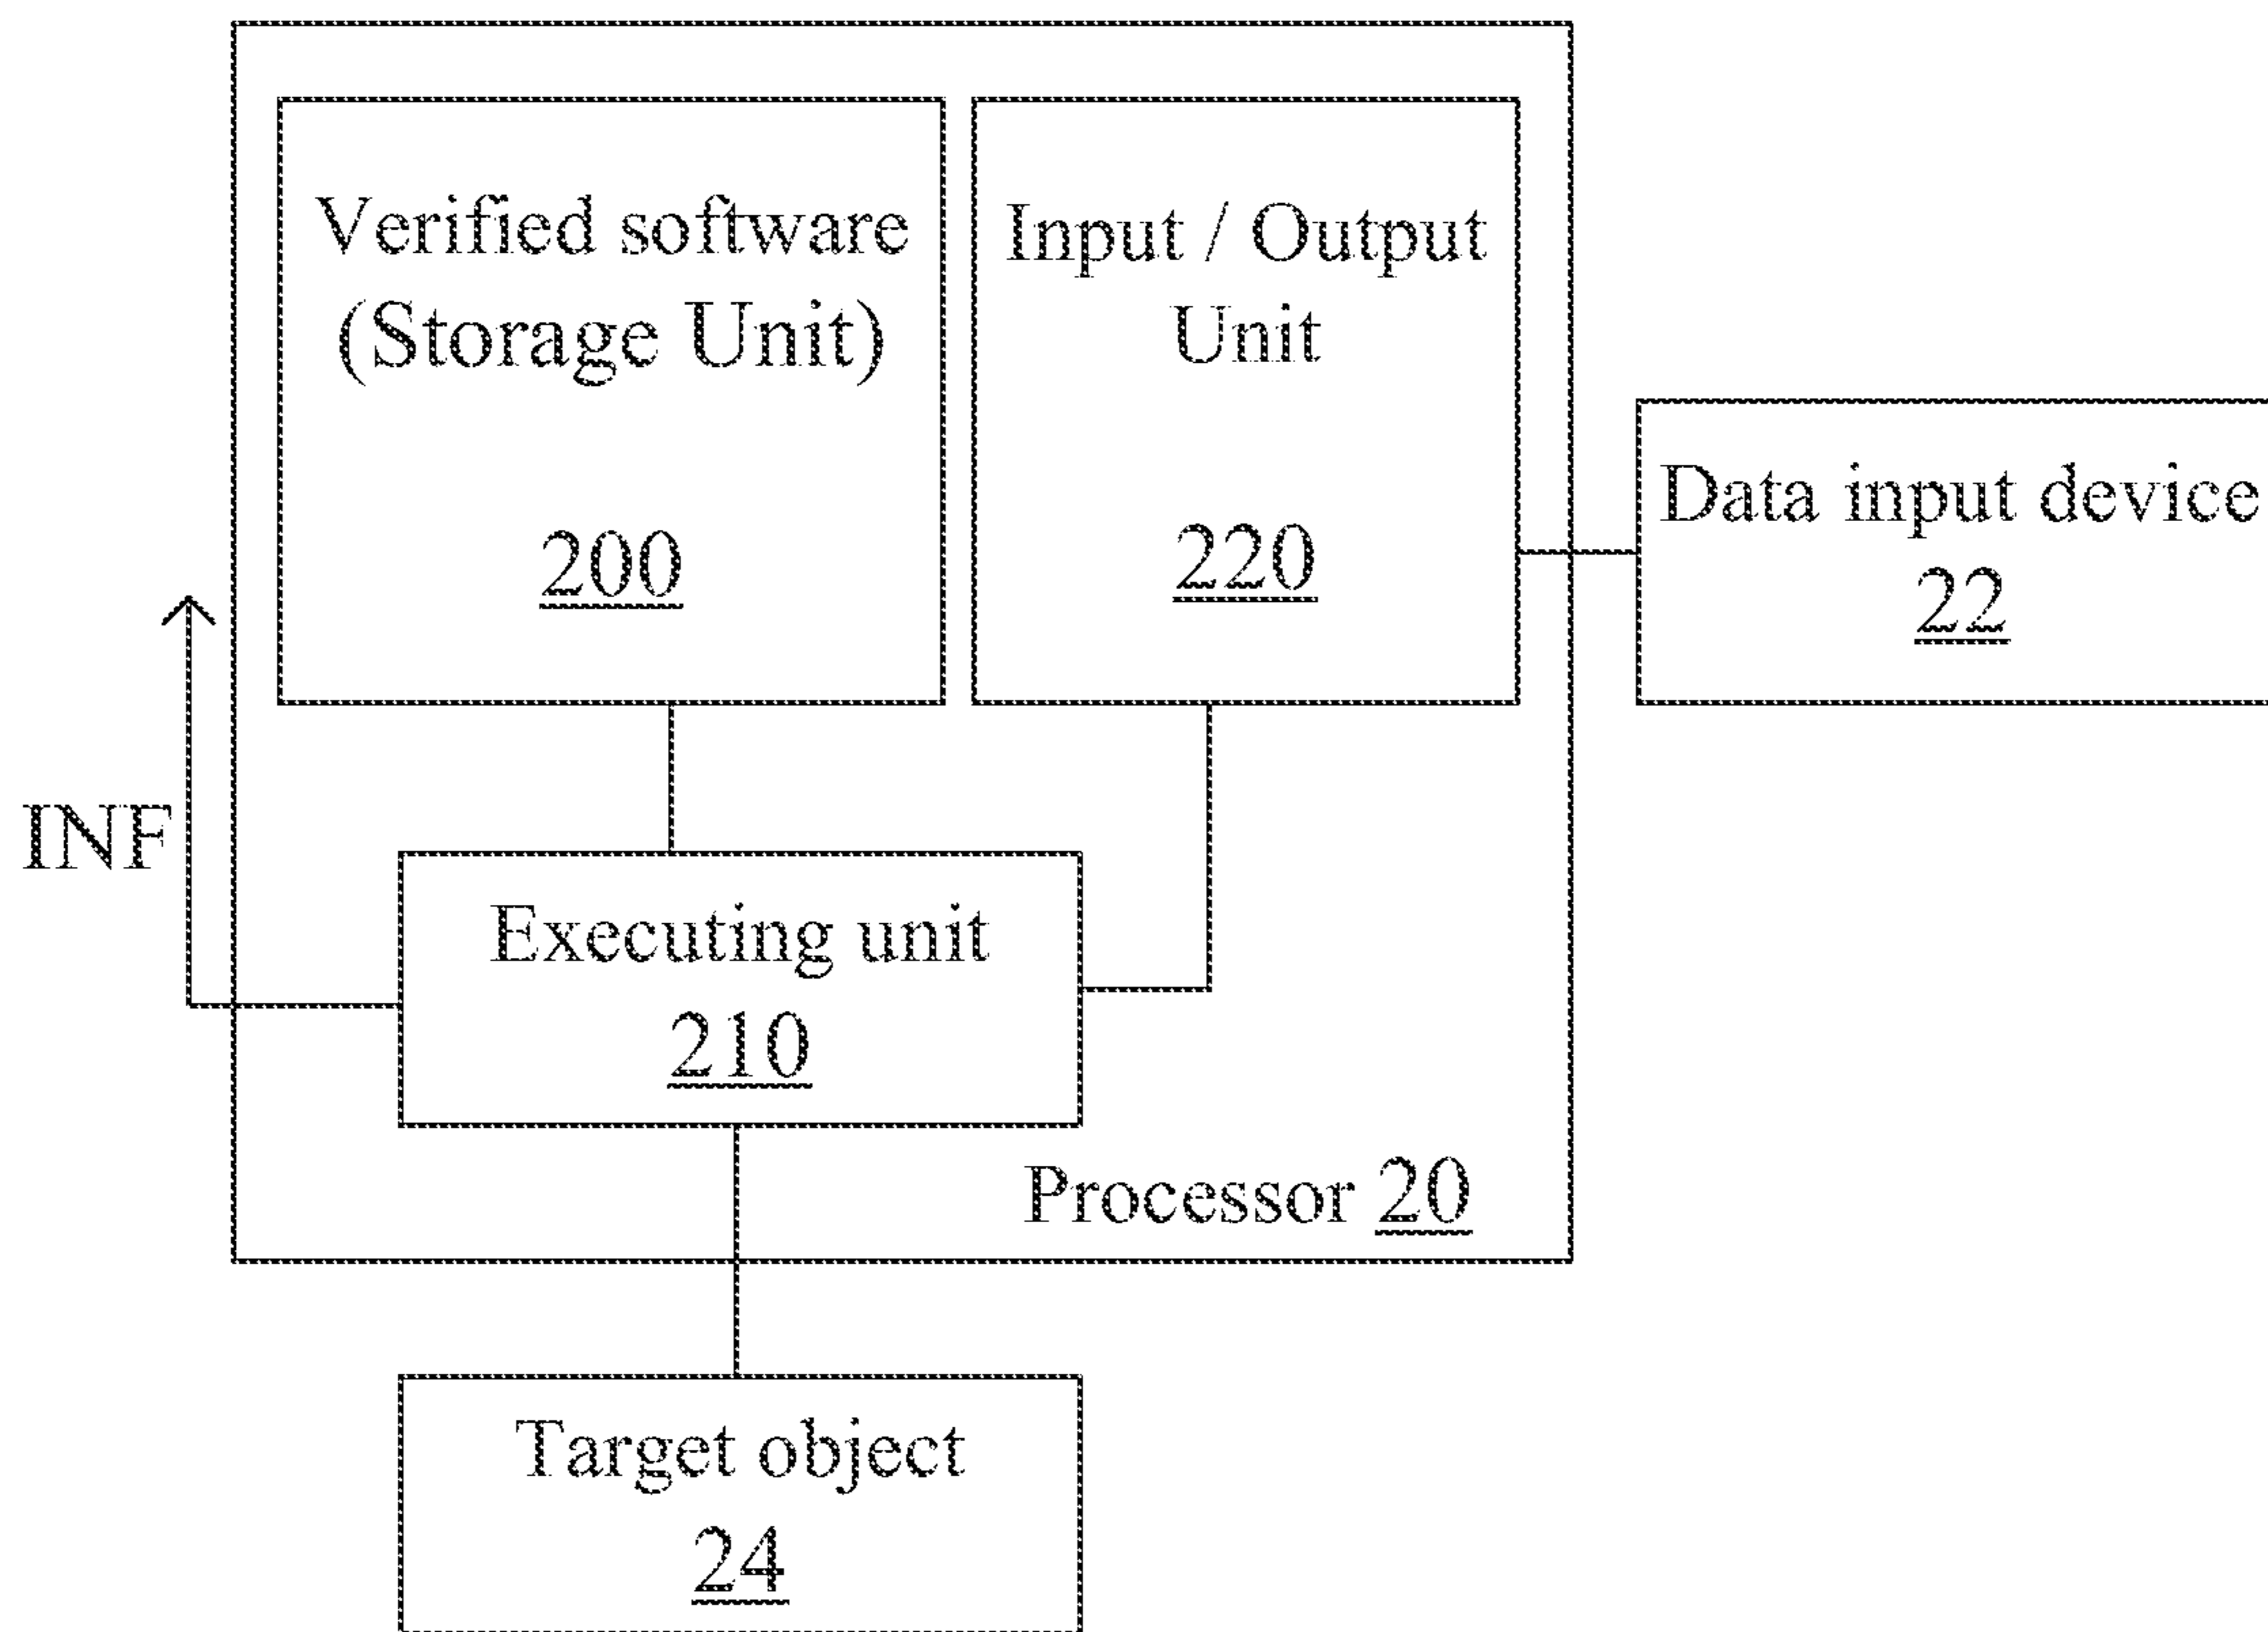 Verified software
(Storage Unit)
200
Input / Output
Unit
220
Data input device
22
INF
Executing unit
210
Processor 20
Target object
24